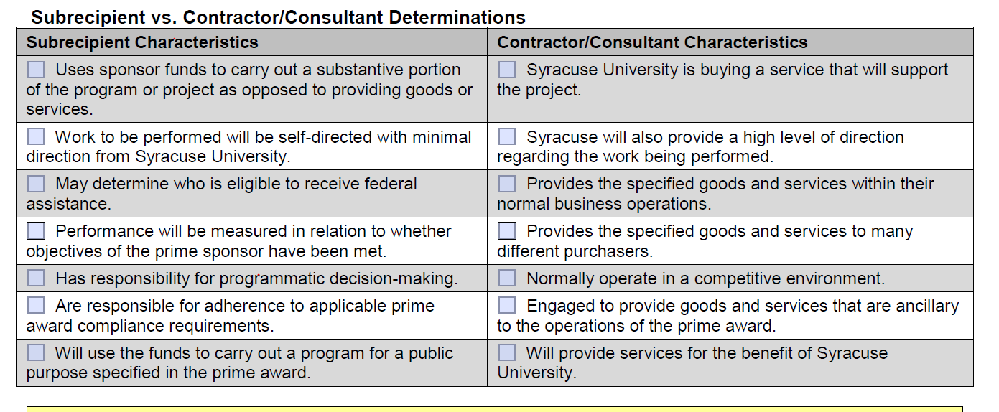 Subrecipient vs. Contractor/Consultant Determinations
Subrecipient Characteristics
Contractor/Consultant Characteristics
Uses sponsor funds to carry out a substantive portion
of the program or project as opposed to providing goods or
services.
Syracuse University is buying a service that will support
the project.
Work to be performed will be self-directed with minimal
direction from Syracuse University.
Syracuse will also provide a high level of direction
regarding the work being performed.
May determine who is eligible to receive federal
assistance.
Provides the specified goods and services within their
normal business operations.
Performance will be measured in relation to whether
objectives of the prime sponsor have been met.
Provides the specified goods and services to many
different purchasers.
Has responsibility for programmatic decision-making.
Normally operate in a competitive environment.
Are responsible for adherence to applicable prime
award compliance requirements.
Engaged to provide goods and services that are ancillary
to the operations of the prime award.
Will use the funds to carry out a program for a public
purpose specified in the prime award.
Will provide services for the benefit of Syracuse
University.